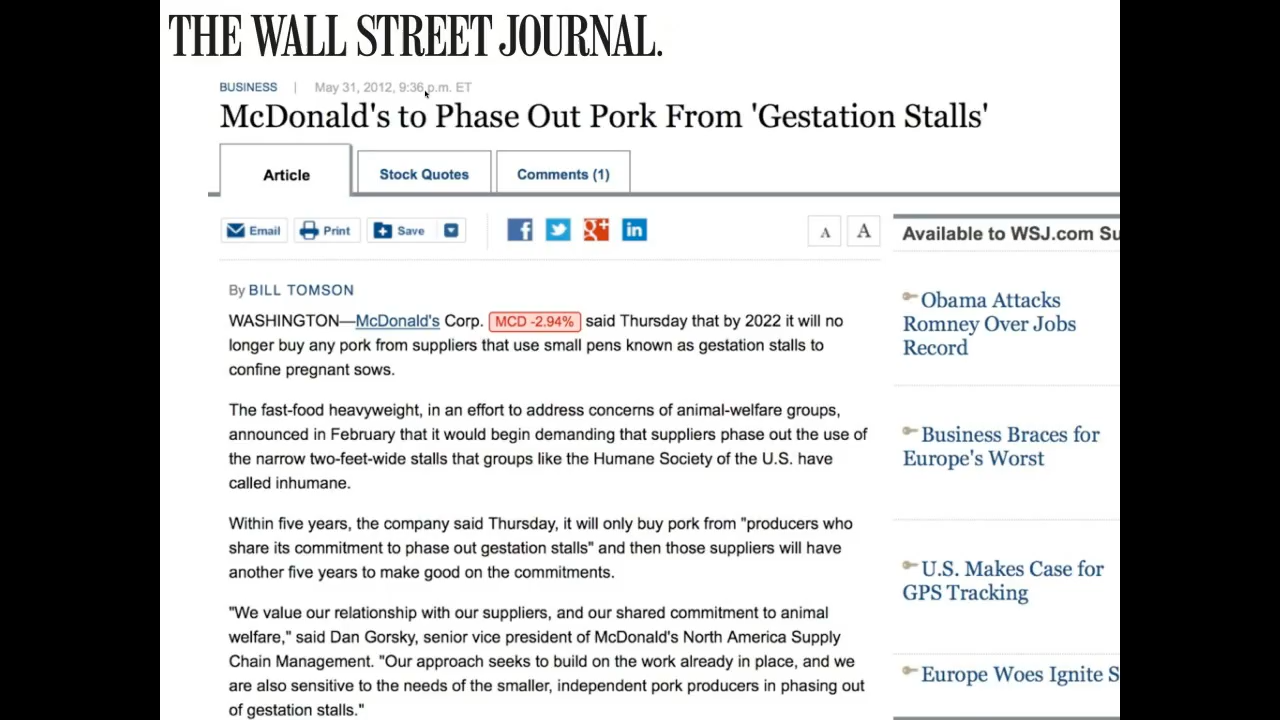 THE WALL STREET JOURNAL.
BUSINESS | May 31, 2012, 9:36 p.m. ET
McDonald's to Phase Out Pork From 'Gestation Stalls'
Article
Stock Quotes
Comments (1)
Email
Print
Save
A
A
By BILL TOMSON
WASHINGTON—McDonald's Corp. MCD -2.94% said Thursday that by 2022 it will no
longer buy any pork from suppliers that use small pens known as gestation stalls to
confine pregnant sows.
The fast-food heavyweight, in an effort to address concerns of animal-welfare groups,
announced in February that it would begin demanding that suppliers phase out the use of
the narrow two-feet-wide stalls that groups like the Humane Society of the U.S. have
called inhumane.
Within five years, the company said Thursday, it will only buy pork from "producers who
share its commitment to phase out gestation stalls" and then those suppliers will have
another five years to make good on the commitments.
"We value our relationship with our suppliers, and our shared commitment to animal
welfare," said Dan Gorsky, senior vice president of McDonald's North America Supply
Chain Management. "Our approach seeks to build on the work already in place, and we
are also sensitive to the needs of the smaller, independent pork producers in phasing out
of gestation stalls."
Available to WSJ.com Su
Obama Attacks
Romney Over Jobs
Record
Business Braces for
Europe's Worst
U.S. Makes Case for
GPS Tracking
Europe Woes Ignite S